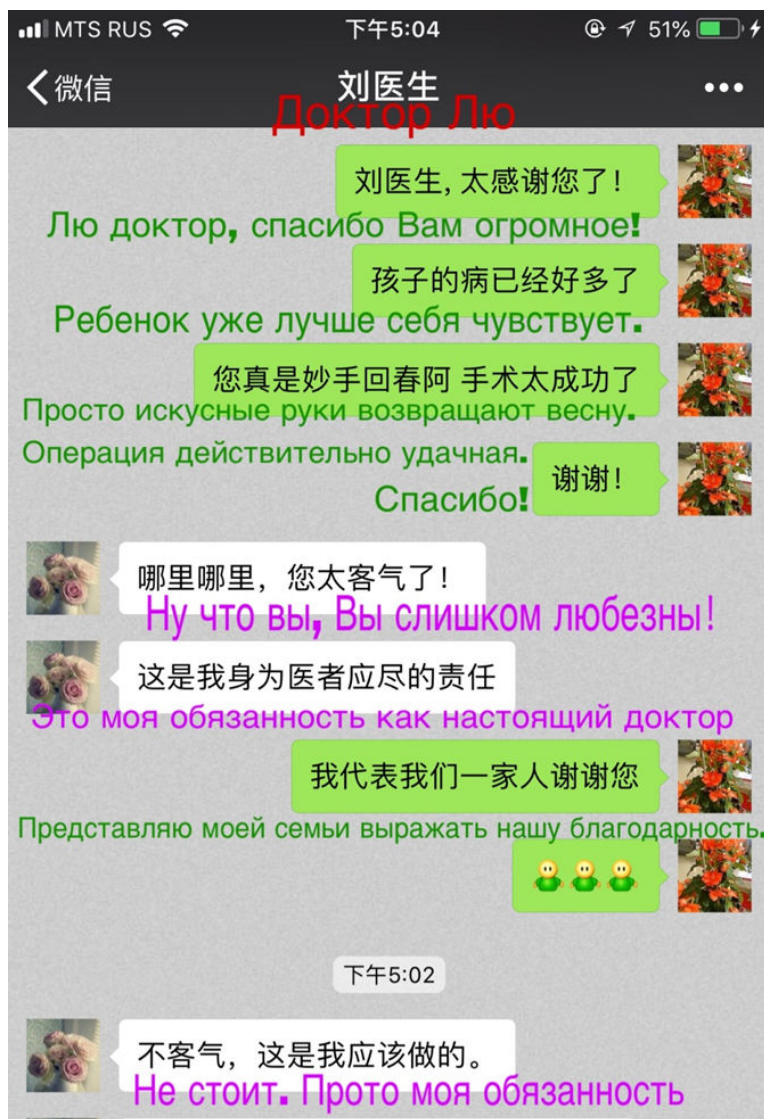 MTS RUS 下午5:04 51%
微信 刘医生
Доктор Лю
刘医生, 太感谢您了!
Лю доктор, спасибо Вам огромное!
孩子的病已经好多了
Ребенок уже лучше себя чувствует.
您真是妙手回春阿 手术太成功了
Просто искусные руки возвращают весну.
Операция действительно удачная.
谢谢!
Спасибо!
哪里哪里，您太客气了!
Ну что вы, Вы слишком любезны!
这是我身为医者应尽的责任
Это моя обязанность как настоящий доктор
我代表我们一家人谢谢您
Представляю моей семьи выражать нашу благодарность.
下午5:02
不客气，这是我应该做的。
Не стоит. Прото моя обязанность